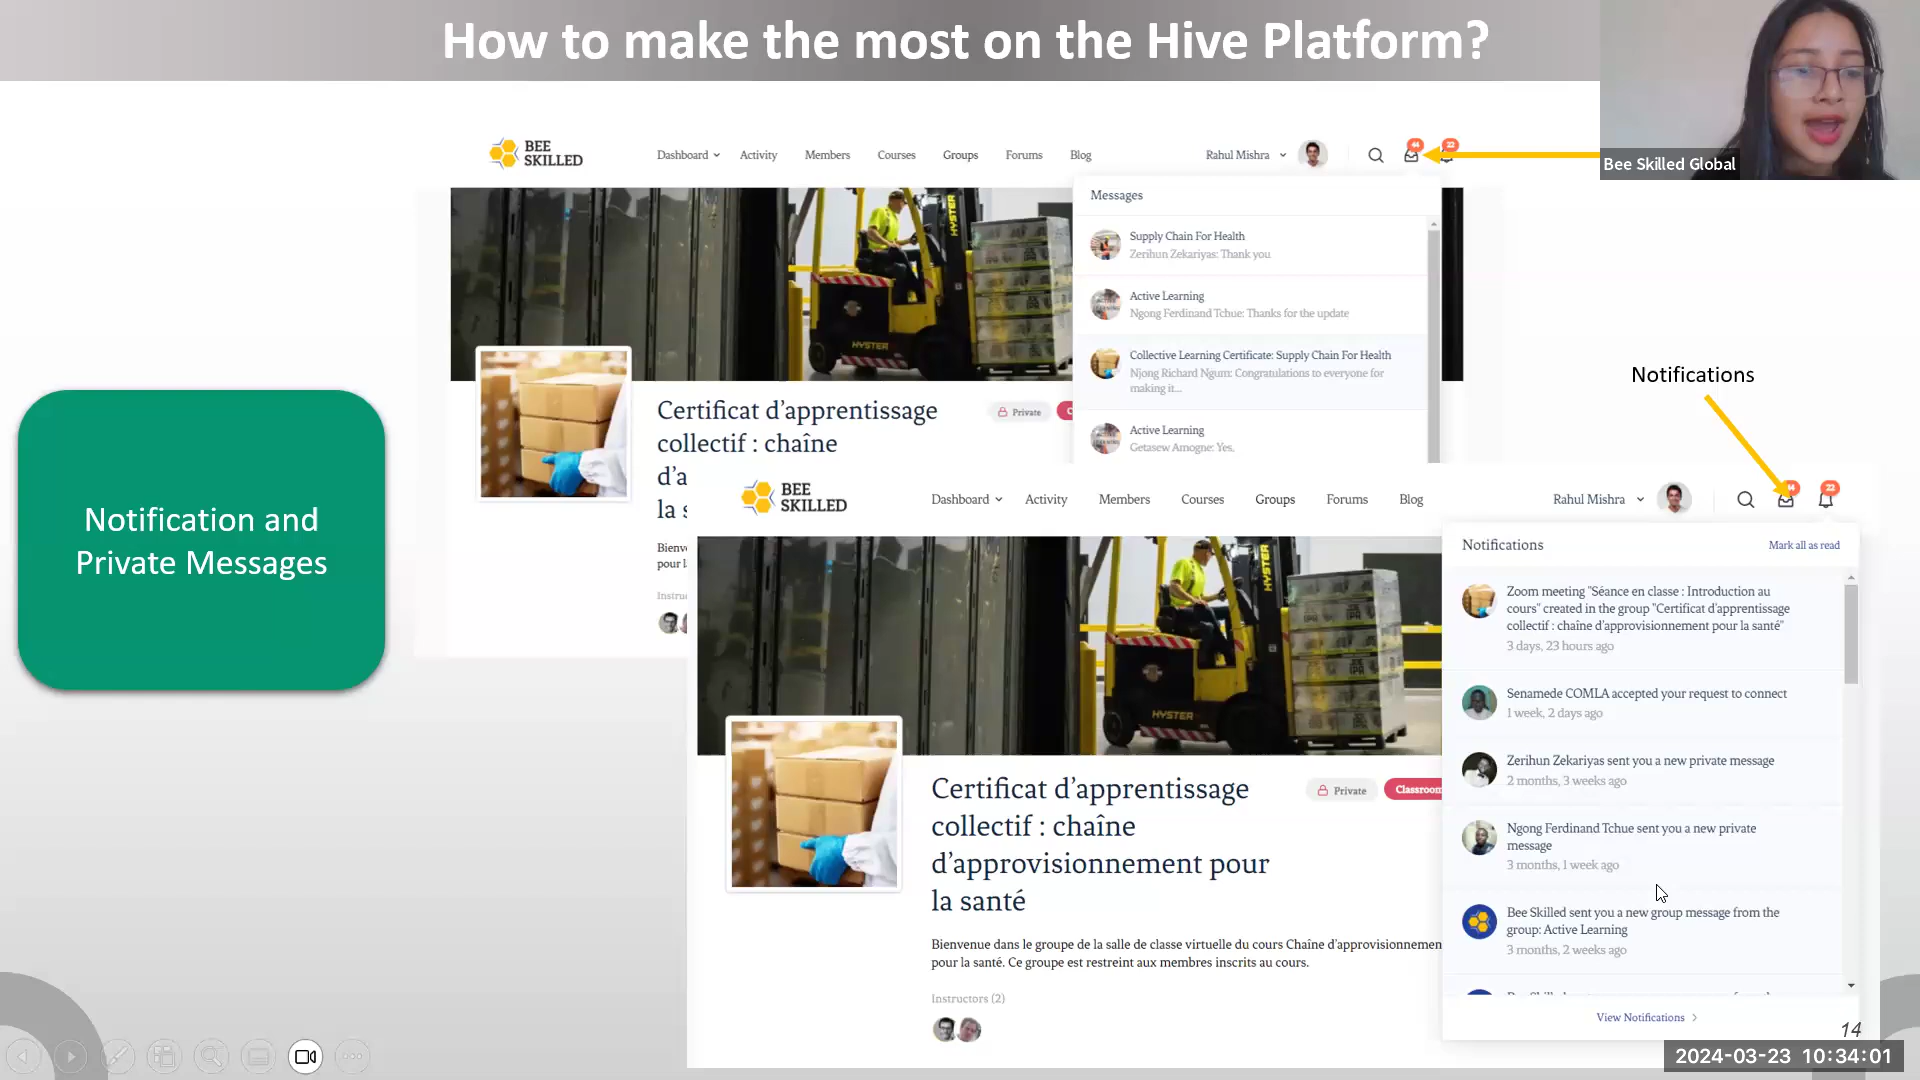 How to make the most on the Hive Platform?
Bee Skilled Global
BEE
SKILLED
Dashboard
Activity
Members
Courses
Groups
Forums
Blog
Rahul Mishra
44
22
Messages
Supply Chain For Health
Zerihun Zekariyas: Thank you
Active Learning
Ngong Ferdinand Tchue: Thanks for the update
Collective Learning Certificate: Supply Chain For Health
Njong Richard Ngum: Congratulations to everyone for
making it...
Active Learning
Getasew Amogne: Yes,
HYSTER
HYSTER
Certificat d'apprentissage
collectif : chaîne
d'a
la s
Private
C
Bienv
pour l
Instruc
Notification and
Private Messages
Notifications
BEE
SKILLED
Dashboard
Activity
Members
Courses
Groups
Forums
Blog
Rahul Mishra
22
HYSTER
HYSTER
Certificat d'apprentissage
collectif : chaîne
d'approvisionnement pour
la santé
Private
Classroom
Bienvenue dans le groupe de la salle de classe virtuelle du cours Chaîne d'approvisionnemen
pour la santé. Ce groupe est restreint aux membres inscrits au cours.
Instructors (2)
Notifications
Mark all as read
Zoom meeting "Séance en classe : Introduction au
cours" created in the group "Certificat d'apprentissage
collectif : chaîne d'approvisionnement pour la santé"
3 days, 23 hours ago
Senamede COMLA accepted your request to connect
1 week, 2 days ago
Zerihun Zekariyas sent you a new private message
2 months, 3 weeks ago
Ngong Ferdinand Tchue sent you a new private
message
3 months, 1 week ago
Bee Skilled sent you a new group message from the
group: Active Learning
3 months, 2 weeks ago
View Notifications
14
2024-03-23 10:34:01